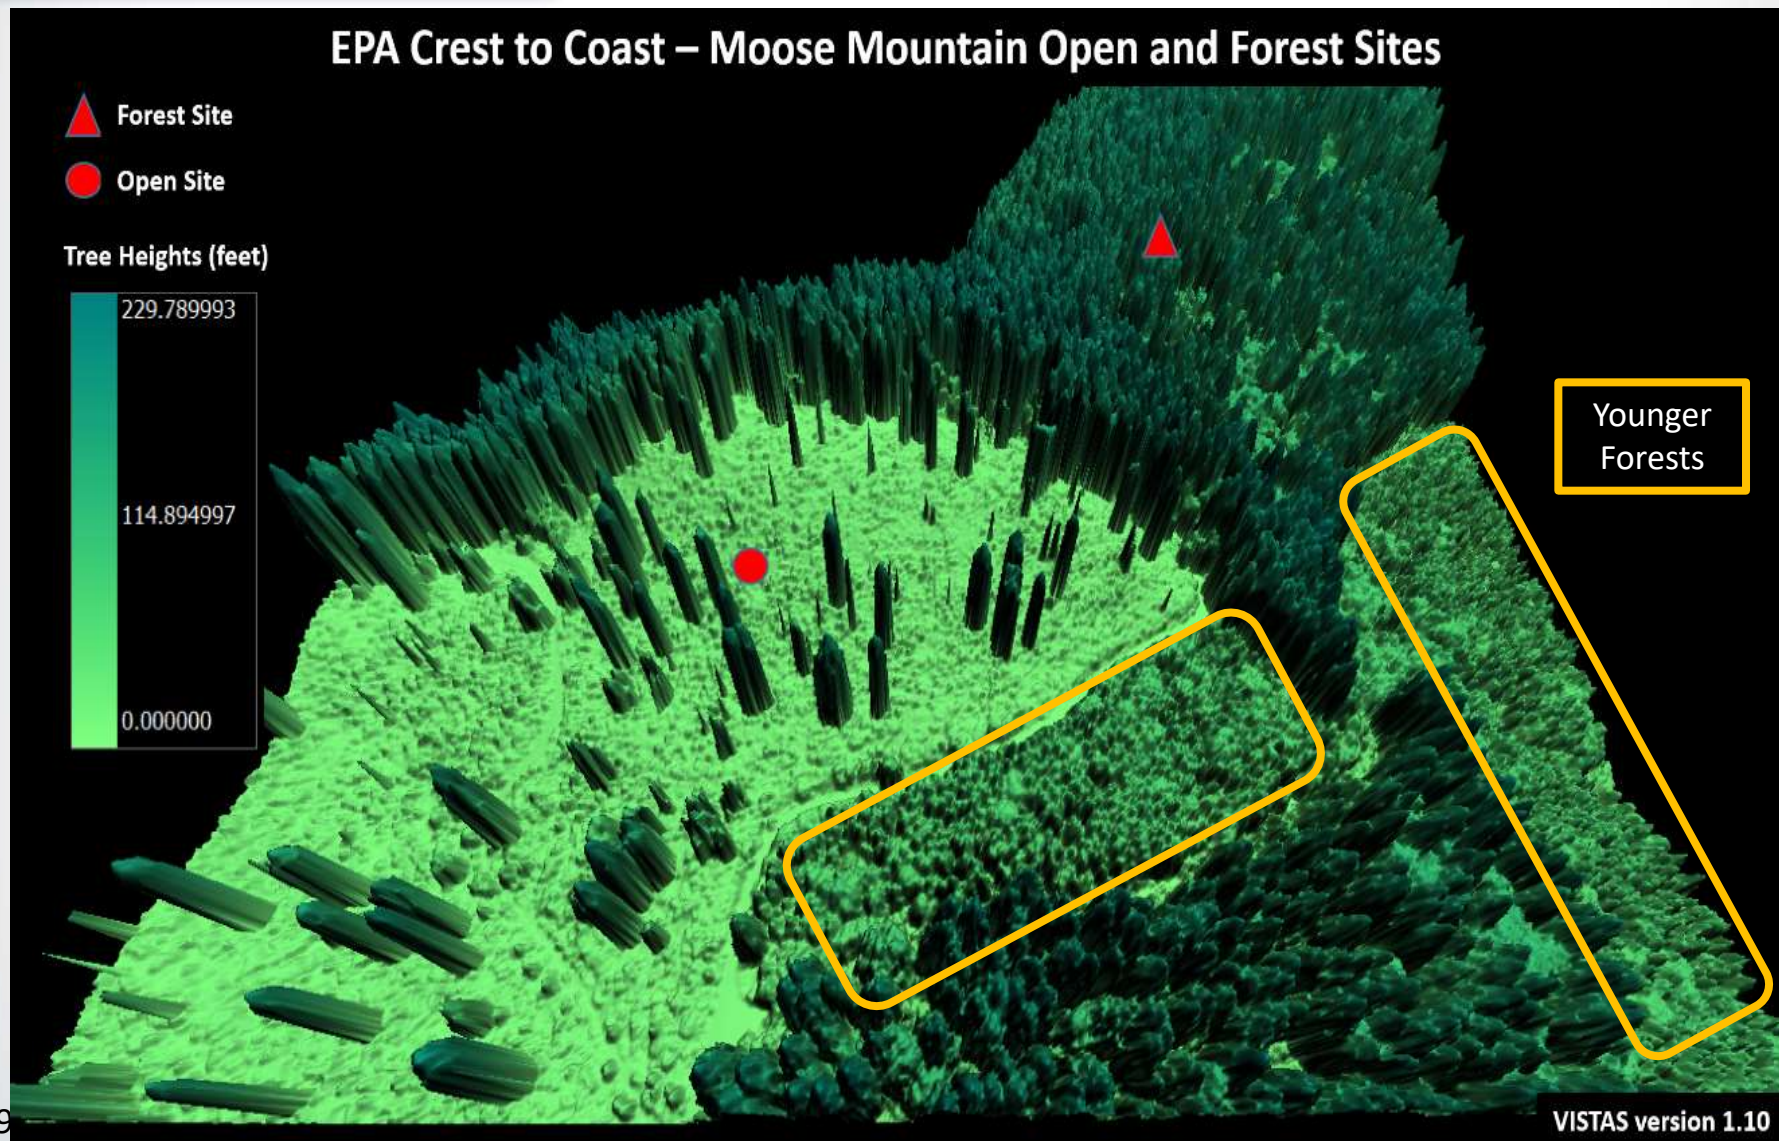 EPA Crest to Coast – Moose Mountain Open and Forest Sites
Forest Site
Open Site
Tree Heights (feet)
229.789993
114.894997
0.000000
Younger
Forests
9
VISTAS version 1.10